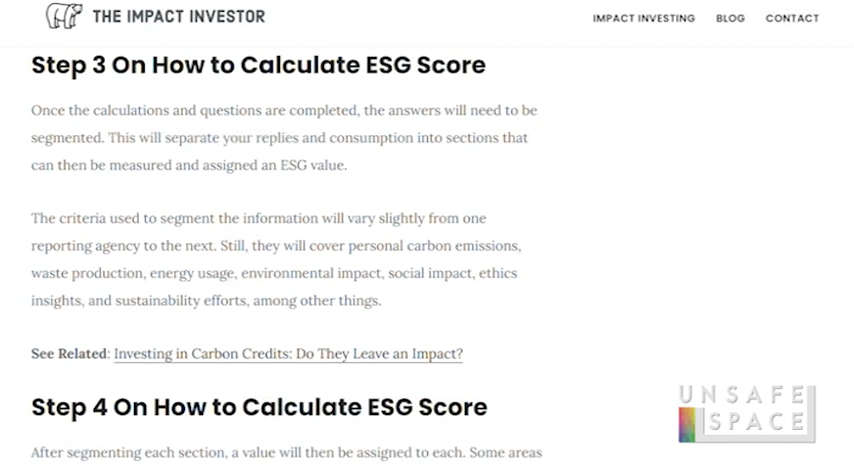 THE IMPACT INVESTOR
IMPACT INVESTING BLOG CONTACT
Step 3 On How to Calculate ESG Score
Once the calculations and questions are completed, the answers will need to be
segmented. This will separate your replies and consumption into sections that
can then be measured and assigned an ESG value.
The criteria used to segment the information will vary slightly from one
reporting agency to the next. Still, they will cover personal carbon emissions,
waste production, energy usage, environmental impact, social impact, ethics
insights, and sustainability efforts, among other things.
See Related: Investing in Carbon Credits: Do They Leave an Impact?
Step 4 On How to Calculate ESG Score
After segmenting each section, a value will then be assigned to each. Some areas
UNSAFE
SPACE